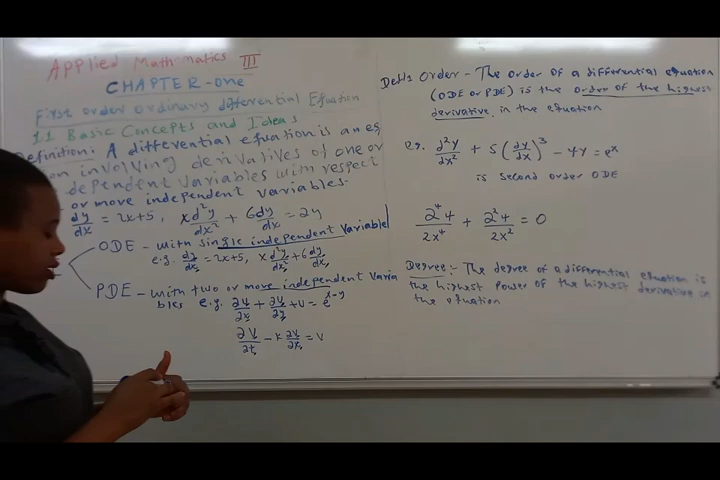 Applied Mathematics III
CHAPTER-one
First order ordinary differential Equation
1.1 Basic Concepts and Ideas
Definition: A differential equation is an eq
on involving derivatives of one or
dependent variables with respect
or more independent variables.
dy/dx = 2x+5, x d²y/dx² + 6dy/dx = 2y
ODE - with single independent variable
e.g. dy/dx = 2x+5, x d²y/dx² + 6 dy/dx
PDE - with two or more independent varia
bles e.g. ∂u/∂x + ∂v/∂y + v = e^x-y
∂v/∂t - k ∂v/∂x = v
Order - The order of a differential equation
(ODE or PDE) is the order of the highest
derivative in the equation
eg. d²y/dx² + 5(dy/dx)³ - 4y = e^x
is second order ODE
∂⁴4/∂x⁴ + ∂²4/∂x² = 0
Degree:- The degree of a differential equation is
the highest power of the highest derivative in
the equation